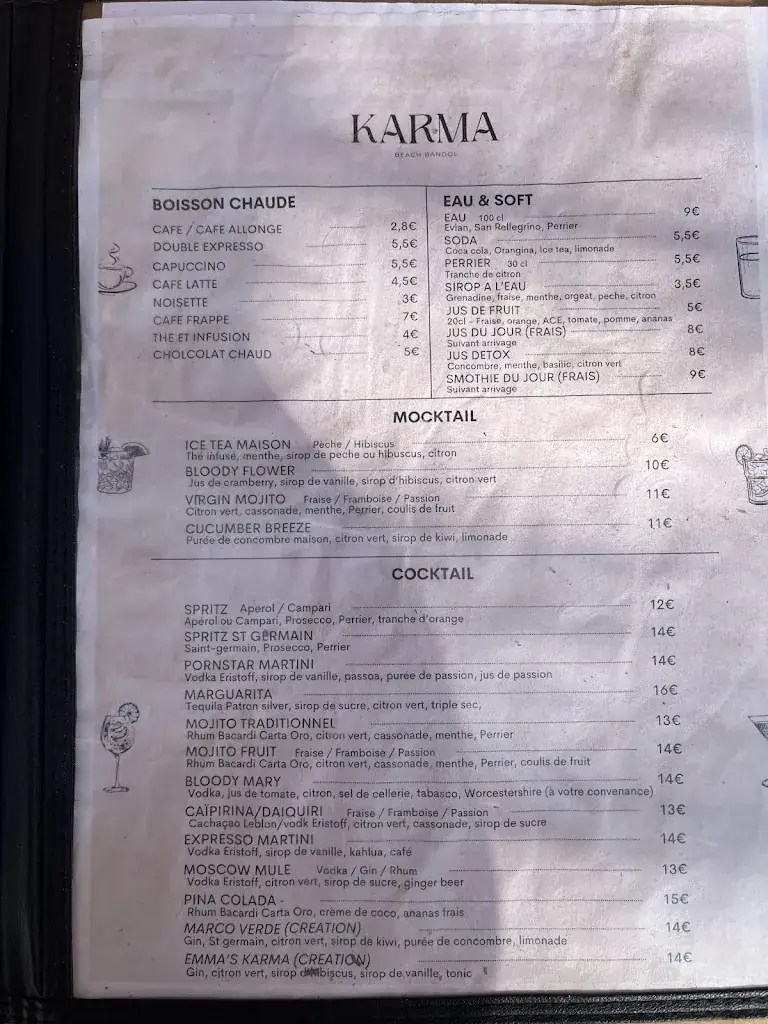 KARMA
BEACH BANDOL
BOISSON CHAUDE
CAFE / CAFE ALLONGE 2,8€
DOUBLE EXPRESSO 5,5€
CAPUCCINO 5,5€
CAFE LATTE 4,5€
NOISETTE 3€
CAFE FRAPPE 7€
THE ET INFUSION 4€
CHOLCOLAT CHAUD 5€
EAU & SOFT
EAU 100 cl 9€
Evian, San Rellegrino, Perrier
SODA 5,5€
Coca cola, Orangina, Ice tea, limonade
PERRIER 30 cl 5,5€
Tranche de citron
SIROP A L'EAU 3,5€
Grenadine, fraise, menthe, orgeat, peche, citron
JUS DE FRUIT 5€
20cl - Fraise, orange, ACE, tomate, pomme, ananas
JUS DU JOUR (FRAIS) 8€
Suivant arrivage
JUS DETOX 8€
Concombre, menthe, basilic, citron vert
SMOTHIE DU JOUR (FRAIS) 9€
Suivant arrivage
MOCKTAIL
ICE TEA MAISON Pêche / Hibiscus 6€
Thé infusé, menthe, sirop de peche ou hibuscus, citron
BLOODY FLOWER 10€
Jus de cramberry, sirop de vanille, sirop d'hibiscus, citron vert
VIRGIN MOJITO Fraise / Framboise / Passion 11€
Citron vert, cassonade, menthe, Perrier, coulis de fruit
CUCUMBER BREEZE 11€
Purée de concombre maison, citron vert, sirop de kiwi, limonade
COCKTAIL
SPRITZ Aperol / Campari 12€
Apérol ou Campari, Prosecco, Perrier, tranche d'orange
SPRITZ ST GERMAIN 14€
Saint-germain, Prosecco, Perrier
PORNSTAR MARTINI 14€
Vodka Eristoff, sirop de vanille, passoa, purée de passion, jus de passion
MARGUARITA 16€
Tequila Patron silver, sirop de sucre, citron vert, triple sec,
MOJITO TRADITIONNEL 13€
Rhum Bacardi Carta Oro, citron vert, cassonade, menthe, Perrier
MOJITO FRUIT Fraise / Framboise / Passion 14€
Rhum Bacardi Carta Oro, citron vert, cassonade, menthe, Perrier, coulis de fruit
BLOODY MARY 14€
Vodka, jus de tomate, citron, sel de cellerie, tabasco, Worcestershire (à votre convenance)
CAÏPIRINA/DAIQUIRI Fraise / Framboise / Passion 13€
Cachaçao Leblon/vodk Eristoff, citron vert, cassonade, sirop de sucre
EXPRESSO MARTINI 14€
Vodka Eristoff, sirop de vanille, kahlua, café
MOSCOW MULE Vodka / Gin / Rhum 13€
Vodka Eristoff, citron vert, sirop de sucre, ginger beer
PINA COLADA - 15€
Rhum Bacardi Carta Oro, crème de coco, ananas frais
MARCO VERDE (CREATION) 14€
Gin, St germain, citron vert, sirop de kiwi, purée de concombre, limonade
EMMA'S KARMA (CREATION) 14€
Gin, citron vert, sirop d'hibiscus, sirop de vanille, tonic